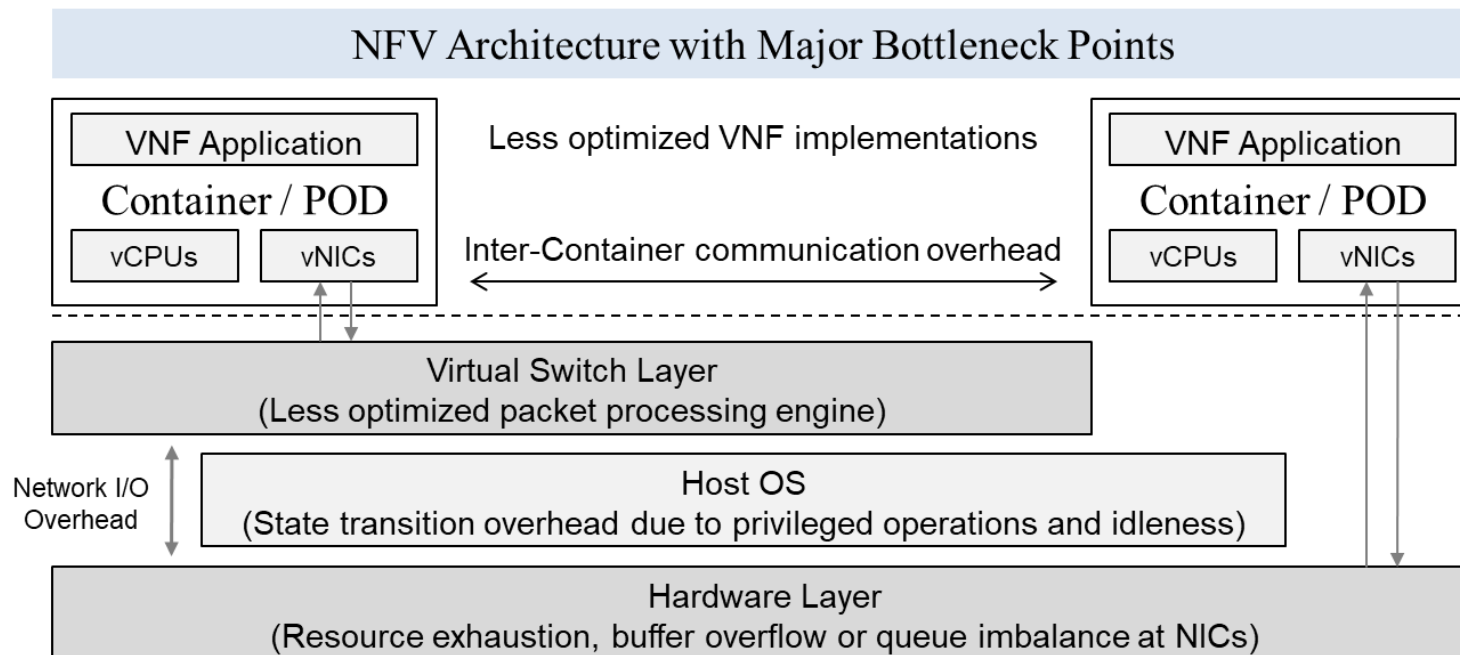 NFV Architecture with Major Bottleneck Points
VNF Application
Container / POD
vCPUs
vNICs
Less optimized VNF implementations
Inter-Container communication overhead
VNF Application
Container / POD
vCPUs
vNICs
Virtual Switch Layer
(Less optimized packet processing engine)
Network I/O
Overhead
Host OS
(State transition overhead due to privileged operations and idleness)
Hardware Layer
(Resource exhaustion, buffer overflow or queue imbalance at NICs)